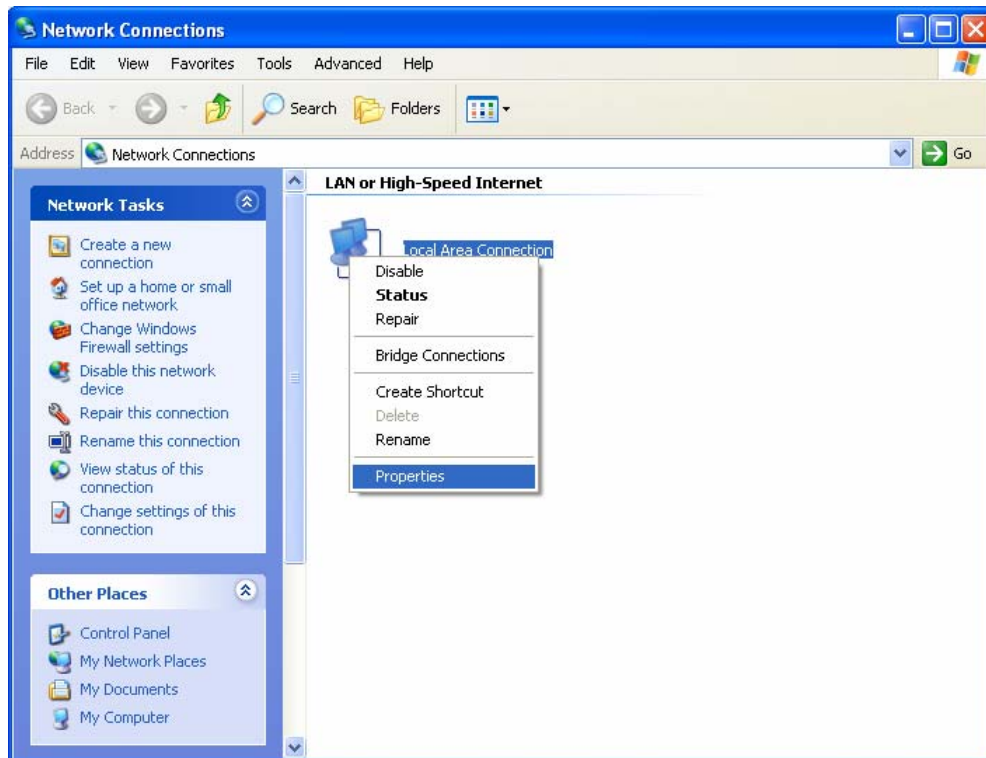 Network Connections
File Edit View Favorites Tools Advanced Help
Back Search Folders
Address Network Connections Go
Network Tasks
Create a new
connection
Set up a home or small
office network
Change Windows
Firewall settings
Disable this network
device
Repair this connection
Rename this connection
View status of this
connection
Change settings of this
connection
Other Places
Control Panel
My Network Places
My Documents
My Computer
LAN or High-Speed Internet
Local Area Connection
Disable
Status
Repair
Bridge Connections
Create Shortcut
Delete
Rename
Properties